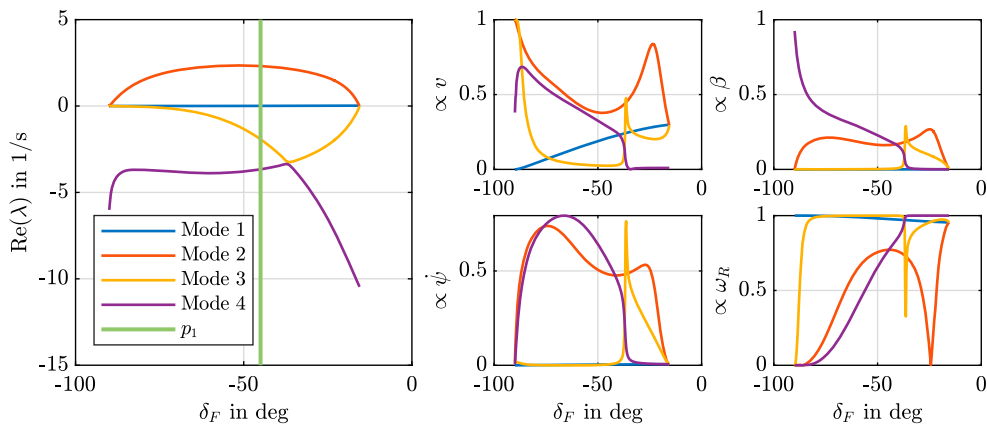 5
0
-5
-10
-15
Re(λ) in 1/s
-100
-50
0
δ_F in deg
Mode 1
Mode 2
Mode 3
Mode 4
p₁
1
0.5
0
∝ v
-100
-50
0
1
0.5
0
∝ β
-100
-50
0
0.5
0
∝ ψ̇
-100
-50
0
δ_F in deg
1
0.5
0
∝ ω_R
-100
-50
0
δ_F in deg